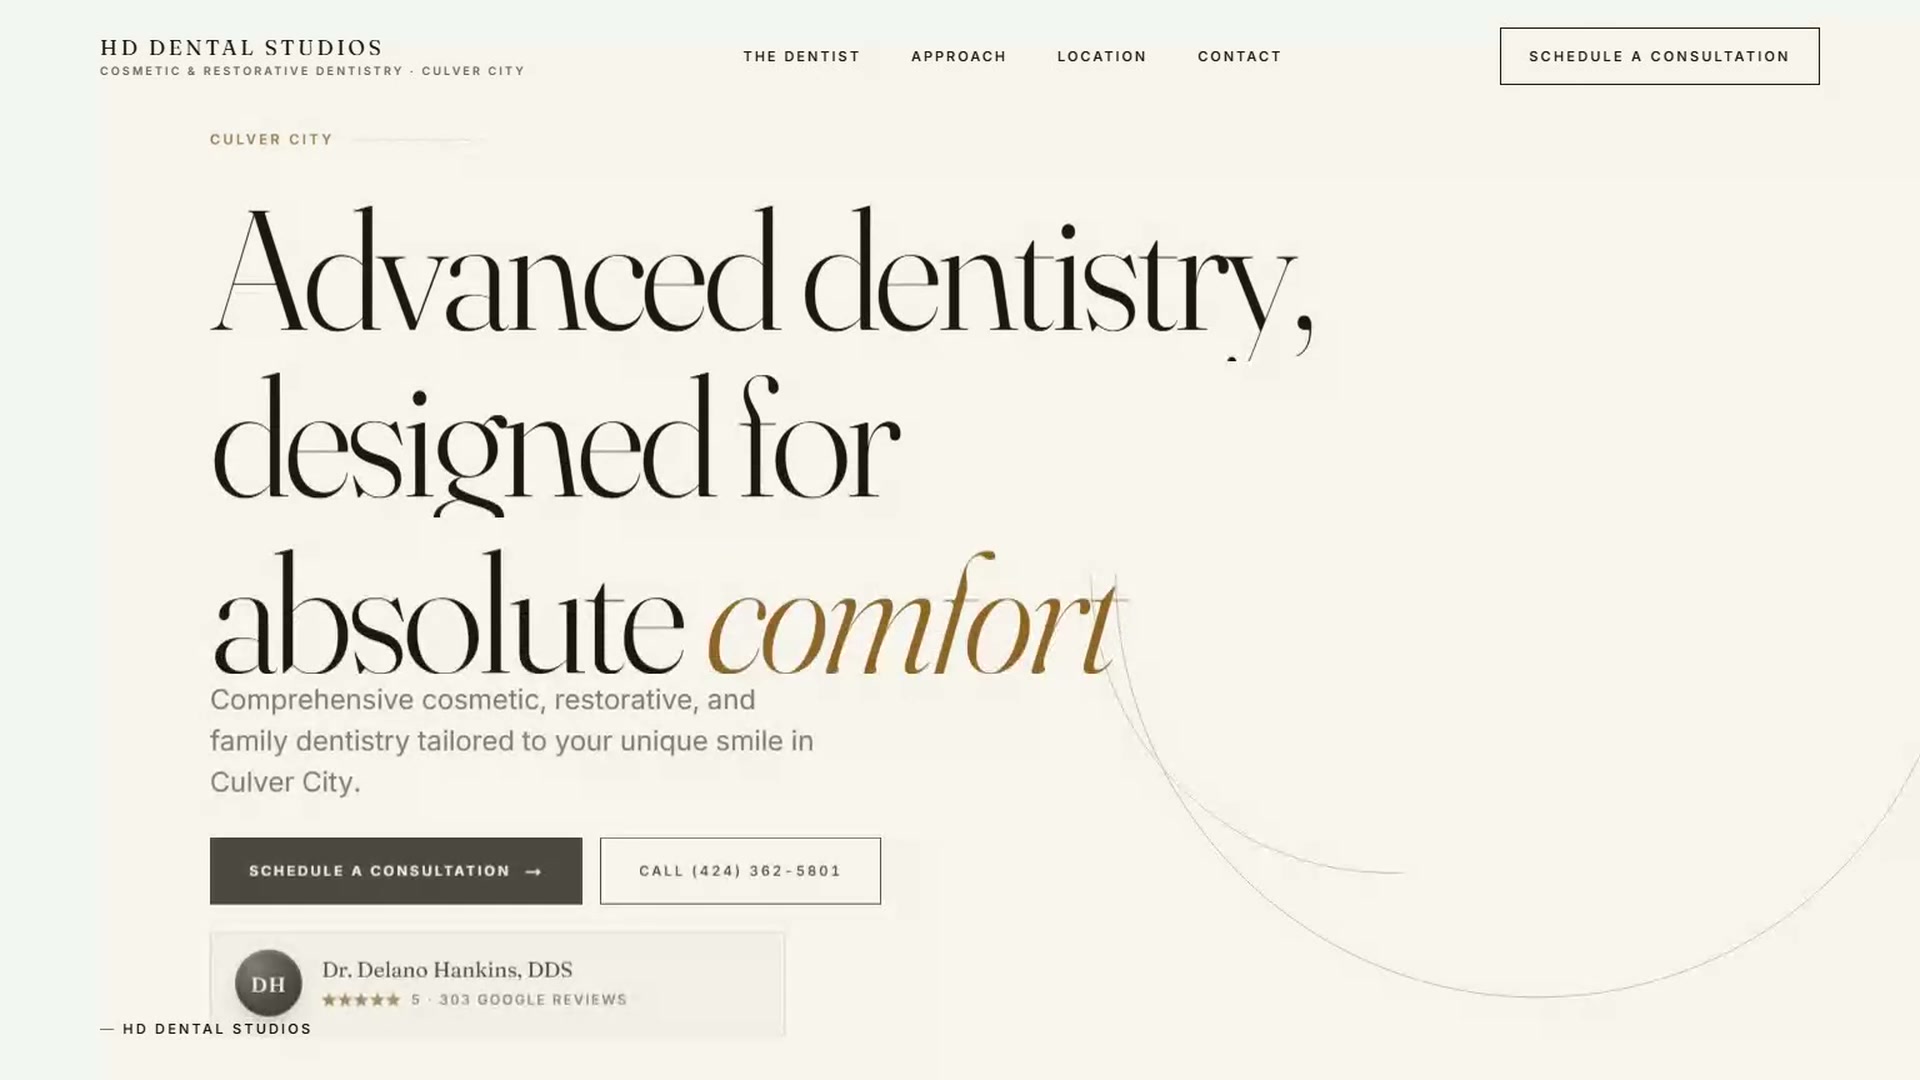 HD DENTAL STUDIOS
COSMETIC & RESTORATIVE DENTISTRY · CULVER CITY
THE DENTIST
APPROACH
LOCATION
CONTACT
SCHEDULE A CONSULTATION
CULVER CITY
Advanced dentistry,
designed for
absolute comfort
Comprehensive cosmetic, restorative, and
family dentistry tailored to your unique smile in
Culver City.
SCHEDULE A CONSULTATION →
CALL (424) 362-5801
DH
Dr. Delano Hankins, DDS
★★★★★ 5 · 303 GOOGLE REVIEWS
— HD DENTAL STUDIOS